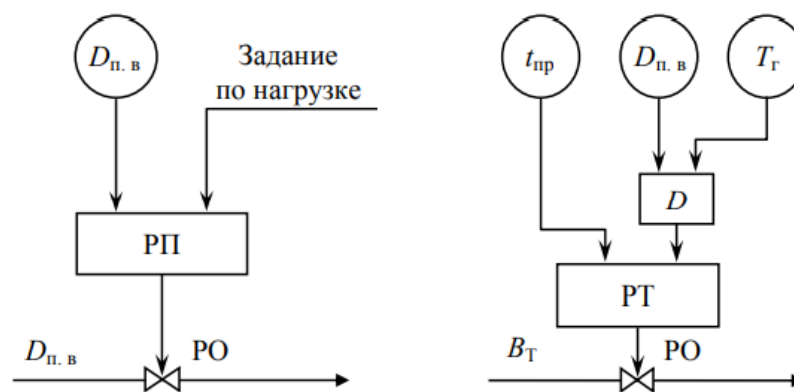 Dп. в
Задание
по нагрузке
РП
Dп. в
РО
tпр
Dп. в
Tг
D
РТ
BТ
РО